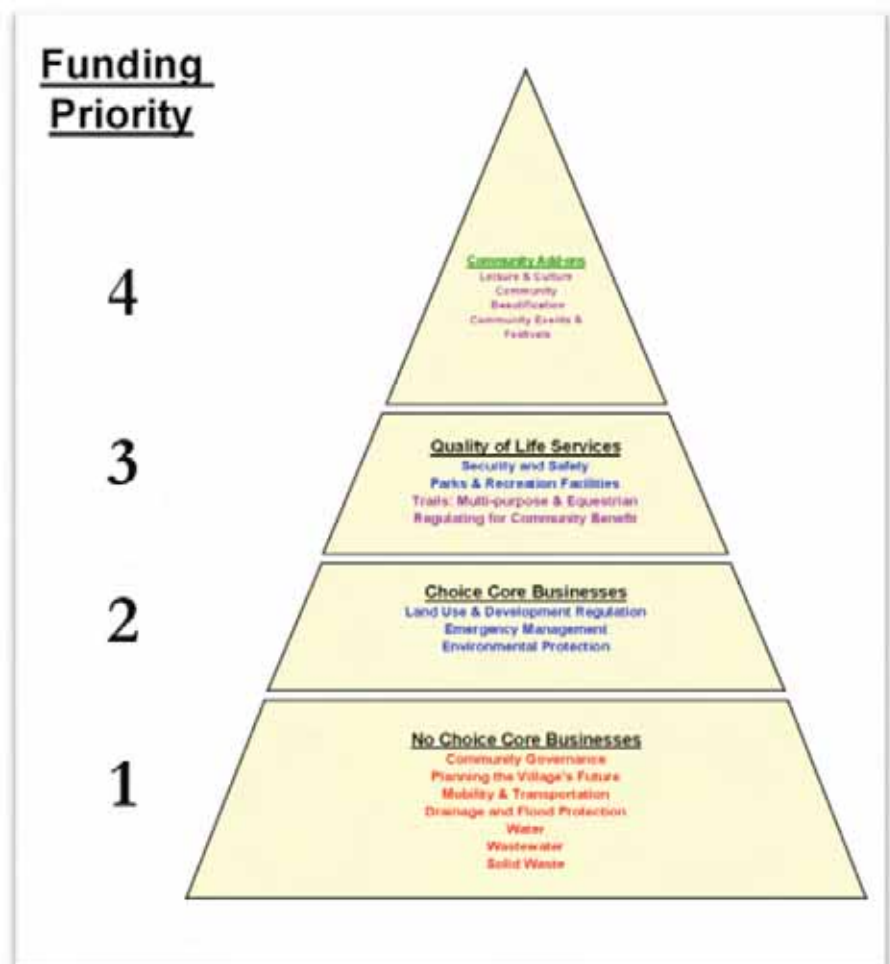 Funding
Priority
4
Community Add-ons
Leisure & Culture
Community
Beautification
Community Events &
Festivals
3
Quality of Life Services
Security and Safety
Parks & Recreation Facilities
Trails: Multi-purpose & Equestrian
Regulating for Community Benefit
2
Choice Core Businesses
Land Use & Development Regulation
Emergency Management
Environmental Protection
1
No Choice Core Businesses
Community Governance
Planning the Village's Future
Mobility & Transportation
Drainage and Flood Protection
Water
Wastewater
Solid Waste